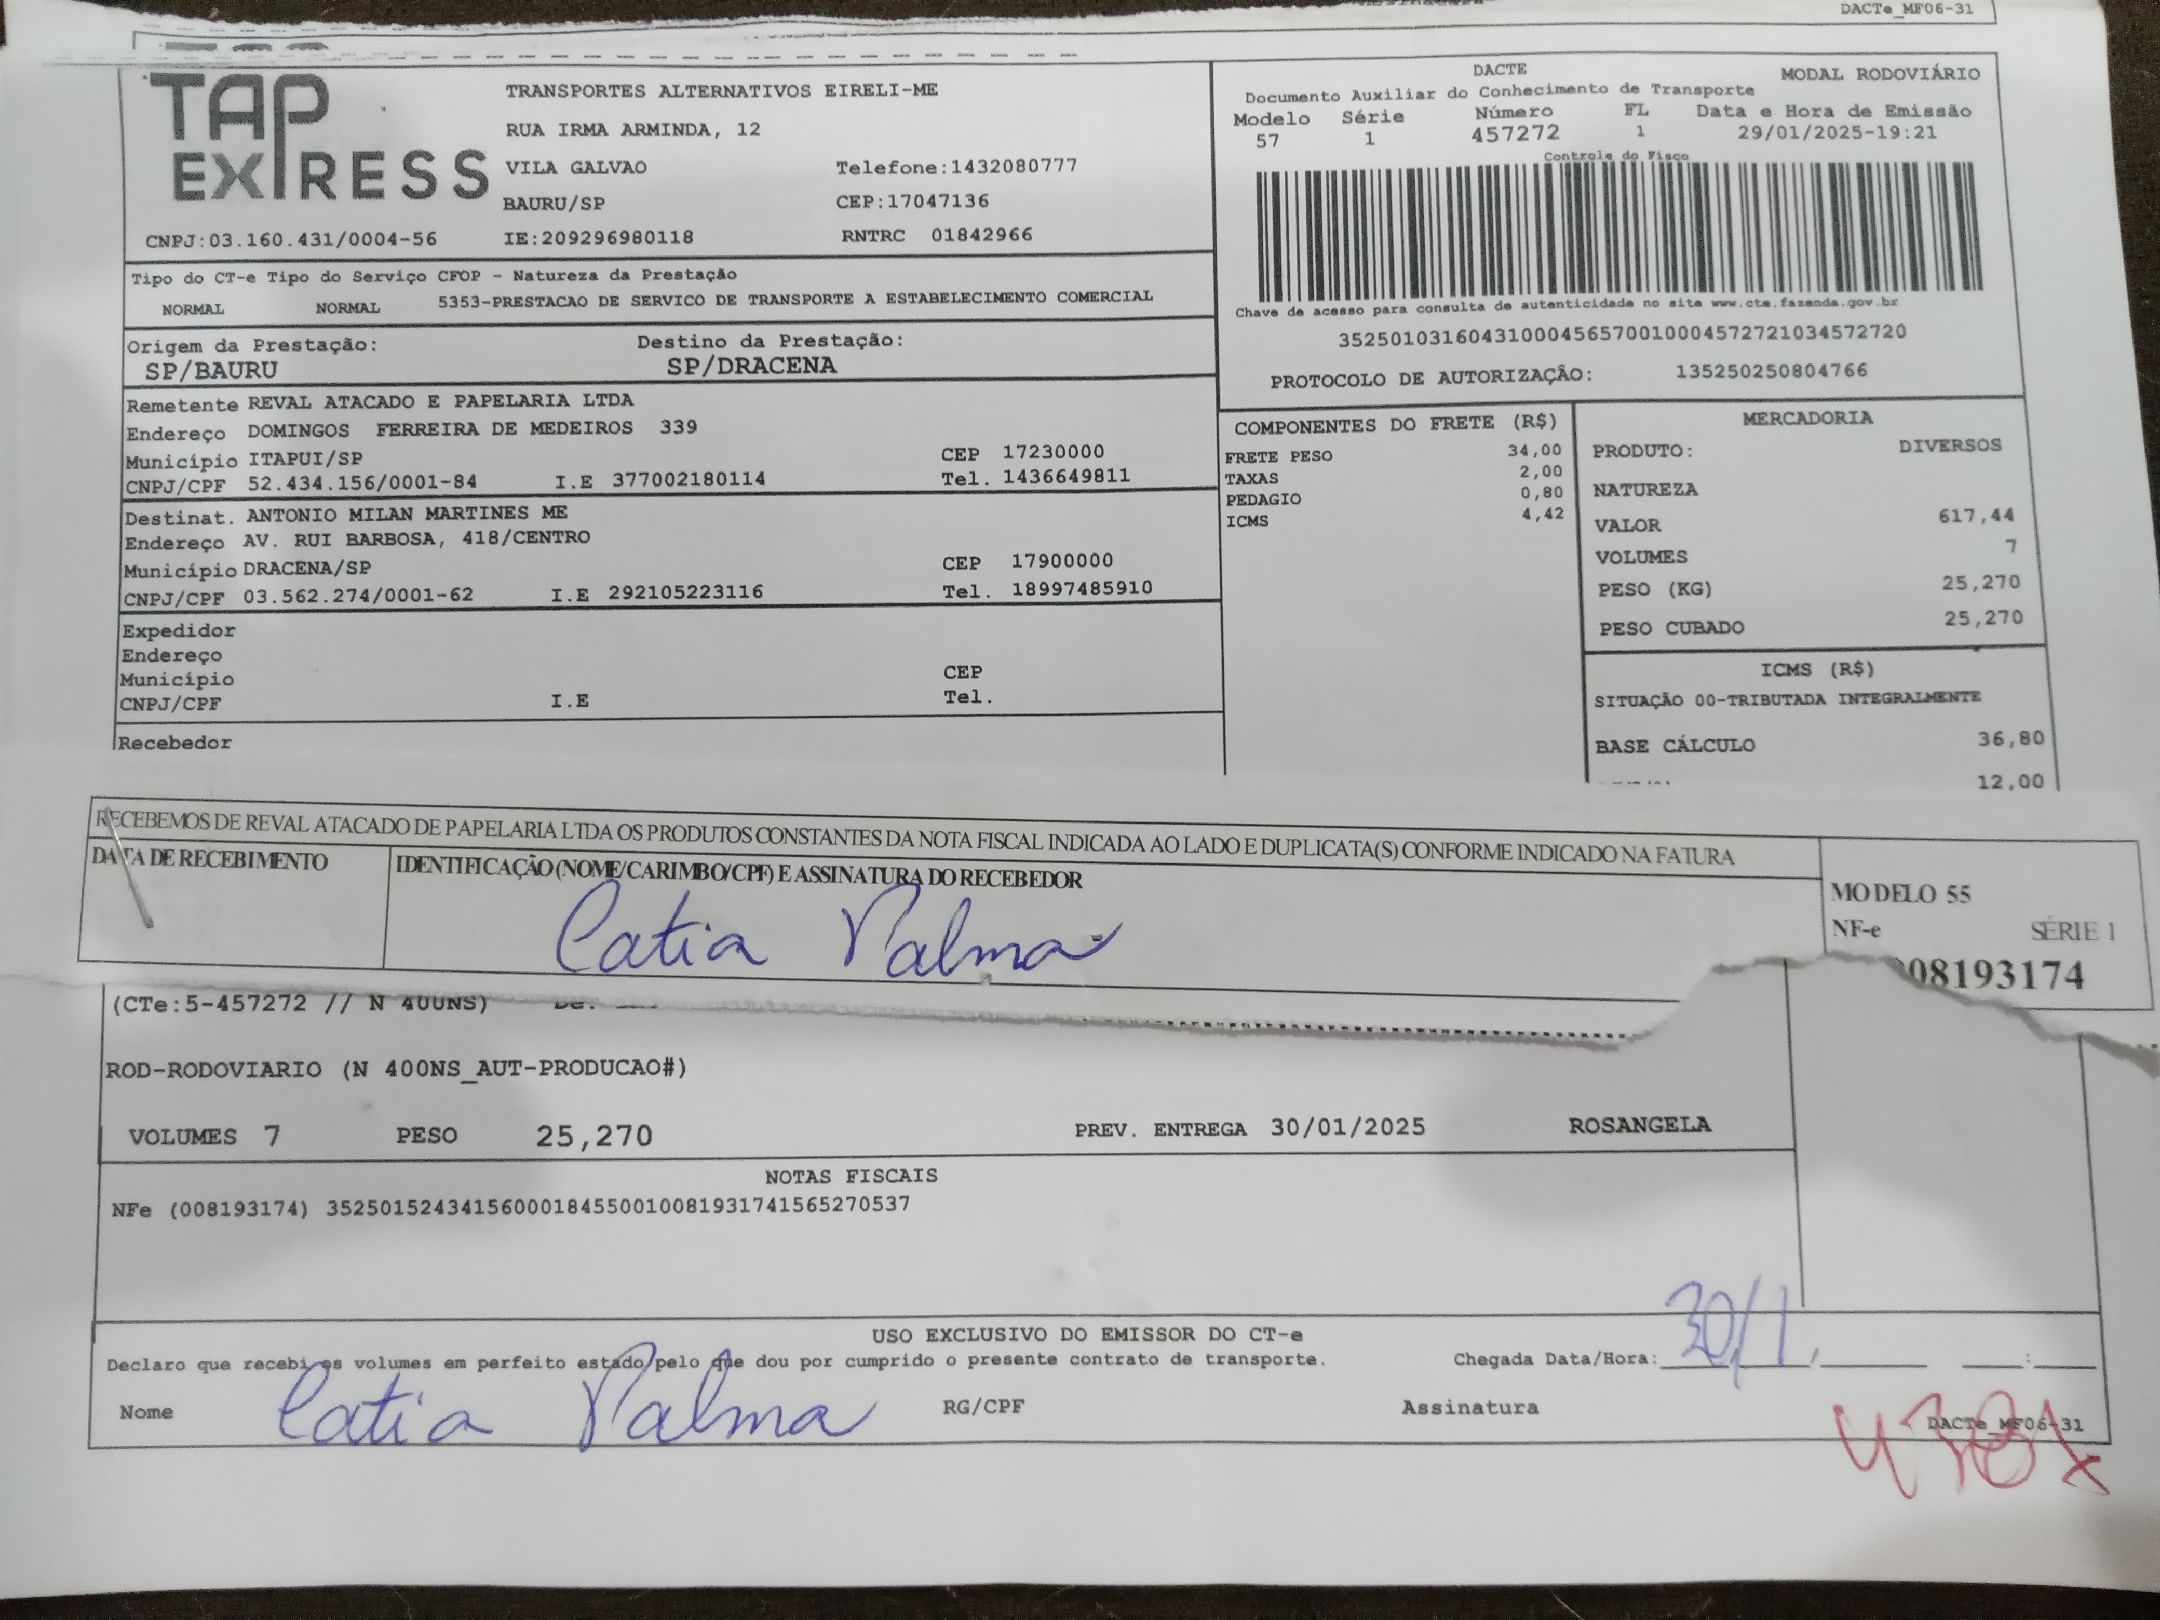 DACTe_MF06-31
TAP EXPRESS
TRANSPORTES ALTERNATIVOS EIRELI-ME
RUA IRMA ARMINDA, 12
VILA GALVAO Telefone:1432080777
BAURU/SP CEP:17047136
CNPJ:03.160.431/0004-56 IE:209296980118 RNTRC 01842966
DACTE MODAL RODOVIÁRIO
Documento Auxiliar do Conhecimento de Transporte
Modelo Série Número FL Data e Hora de Emissão
57 1 457272 1 29/01/2025-19:21
Controle do Fisco
Chave de acesso para consulta de autenticidade no site www.cte.fazenda.gov.br
35250103160431000456570010004572721034572720
PROTOCOLO DE AUTORIZAÇÃO: 135250250804766
Tipo do CT-e Tipo do Serviço CFOP - Natureza da Prestação
NORMAL NORMAL 5353-PRESTACAO DE SERVICO DE TRANSPORTE A ESTABELECIMENTO COMERCIAL
Origem da Prestação: Destino da Prestação:
SP/BAURU SP/DRACENA
Remetente REVAL ATACADO E PAPELARIA LTDA
Endereço DOMINGOS FERREIRA DE MEDEIROS 339
Município ITAPUI/SP CEP 17230000
CNPJ/CPF 52.434.156/0001-84 I.E 377002180114 Tel. 1436649811
Destinat. ANTONIO MILAN MARTINES ME
Endereço AV. RUI BARBOSA, 418/CENTRO
Município DRACENA/SP CEP 17900000
CNPJ/CPF 03.562.274/0001-62 I.E 292105223116 Tel. 18997485910
Expedidor
Endereço
Município CEP
CNPJ/CPF I.E Tel.
Recebedor
COMPONENTES DO FRETE (R$)
FRETE PESO 34,00
TAXAS 2,00
PEDAGIO 0,80
ICMS 4,42
MERCADORIA
PRODUTO: DIVERSOS
NATUREZA
VALOR 617,44
VOLUMES 7
PESO (KG) 25,270
PESO CUBADO 25,270
ICMS (R$)
SITUAÇÃO 00-TRIBUTADA INTEGRALMENTE
BASE CÁLCULO 36,80
12,00
RECEBEMOS DE REVAL ATACADO DE PAPELARIA LTDA OS PRODUTOS CONSTANTES DA NOTA FISCAL INDICADA AO LADO E DUPLICATA(S) CONFORME INDICADO NA FATURA
DATA DE RECEBIMENTO IDENTIFICAÇÃO (NOME/CARIMBO/CPF) E ASSINATURA DO RECEBEDOR
Catia Palma
MODELO 55
NF-e SÉRIE 1
08193174
(CTe:5-457272 // N 400NS)
ROD-RODOVIARIO (N 400NS_AUT-PRODUCAO#)
VOLUMES 7 PESO 25,270 PREV. ENTREGA 30/01/2025 ROSANGELA
NOTAS FISCAIS
NFe (008193174) 35250152434156000184550010081931741565270537
USO EXCLUSIVO DO EMISSOR DO CT-e
Declaro que recebi os volumes em perfeito estado pelo que dou por cumprido o presente contrato de transporte. Chegada Data/Hora: 30/1
Nome Catia Palma RG/CPF Assinatura
DACTe_MF06-31